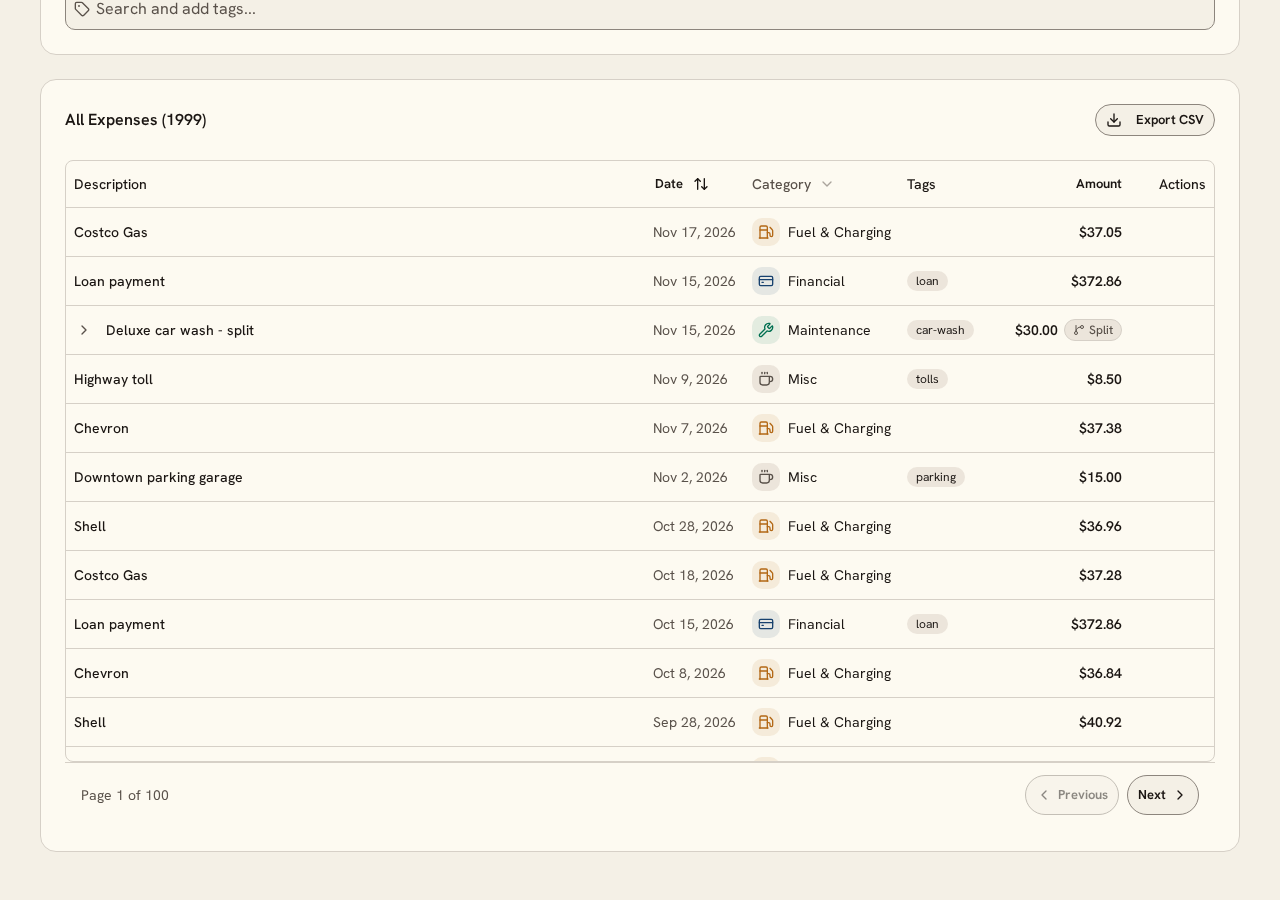 Search and add tags...
All Expenses (1999)
Export CSV
Description Date Category Tags Amount Actions
Costco Gas Nov 17, 2026 Fuel & Charging $37.05
Loan payment Nov 15, 2026 Financial loan $372.86
Deluxe car wash - split Nov 15, 2026 Maintenance car-wash $30.00 Split
Highway toll Nov 9, 2026 Misc tolls $8.50
Chevron Nov 7, 2026 Fuel & Charging $37.38
Downtown parking garage Nov 2, 2026 Misc parking $15.00
Shell Oct 28, 2026 Fuel & Charging $36.96
Costco Gas Oct 18, 2026 Fuel & Charging $37.28
Loan payment Oct 15, 2026 Financial loan $372.86
Chevron Oct 8, 2026 Fuel & Charging $36.84
Shell Sep 28, 2026 Fuel & Charging $40.92
Page 1 of 100
Previous Next